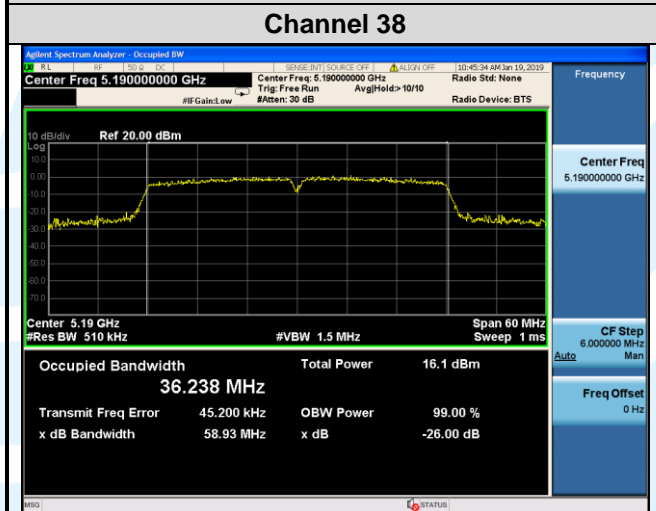 Channel 38
Agilent Spectrum Analyzer - Occupied BW
RL RF 50 Ω DC SENSE:INT SOURCE OFF ALIGN OFF 10:45:34 AM Jan 19, 2019
Center Freq 5.190000000 GHz Center Freq: 5.190000000 GHz Radio Std: None Frequency
Trig: Free Run Avg|Hold:> 10/10
#IFGain:Low #Atten: 30 dB Radio Device: BTS
10 dB/div Ref 20.00 dBm
Log
10.0
0.00
-10.0
-20.0
-30.0
-40.0
-50.0
-60.0
-70.0
Center Freq
5.190000000 GHz
Center 5.19 GHz Span 60 MHz
#Res BW 510 kHz #VBW 1.5 MHz Sweep 1 ms
CF Step
6.000000 MHz
Auto Man
Occupied Bandwidth Total Power 16.1 dBm
36.238 MHz
Transmit Freq Error 45.200 kHz OBW Power 99.00 %
x dB Bandwidth 58.93 MHz x dB -26.00 dB
Freq Offset
0 Hz
MSG STATUS